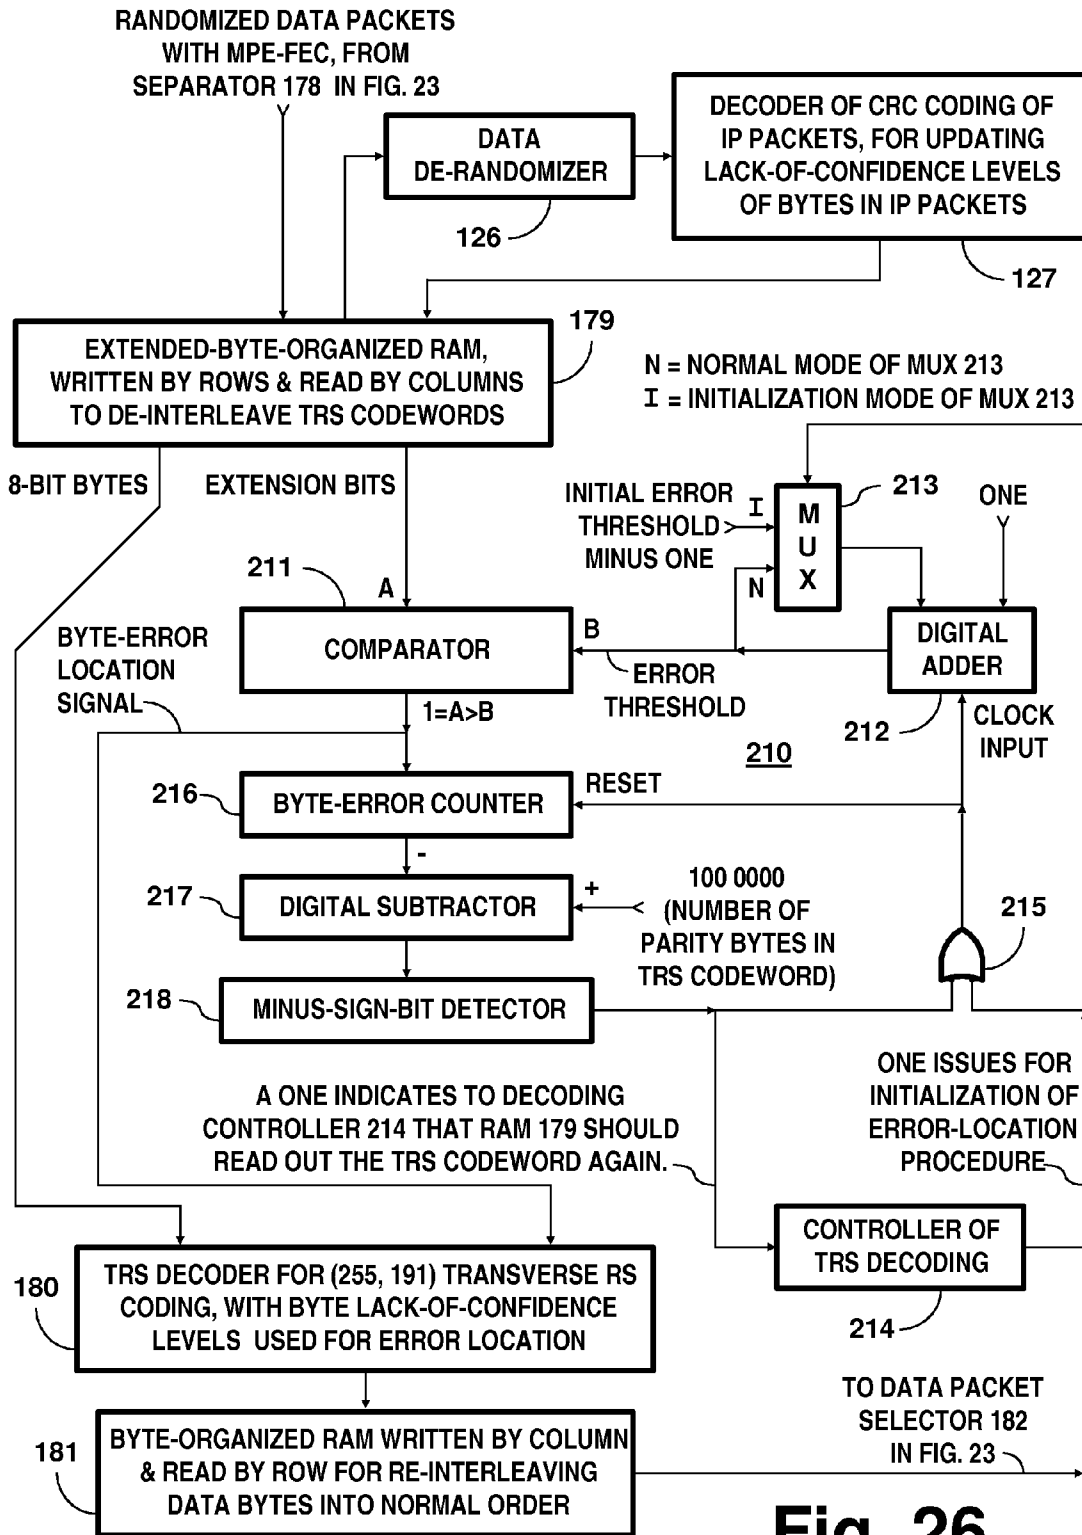 RANDOMIZED DATA PACKETS
WITH MPE-FEC, FROM
SEPARATOR 178 IN FIG. 23
DATA
DE-RANDOMIZER
126
DECODER OF CRC CODING OF
IP PACKETS, FOR UPDATING
LACK-OF-CONFIDENCE LEVELS
OF BYTES IN IP PACKETS
127
179
EXTENDED-BYTE-ORGANIZED RAM,
WRITTEN BY ROWS & READ BY COLUMNS
TO DE-INTERLEAVE TRS CODEWORDS
N = NORMAL MODE OF MUX 213
I = INITIALIZATION MODE OF MUX 213
8-BIT BYTES
EXTENSION BITS
INITIAL ERROR
THRESHOLD
MINUS ONE
I
N
M
U
X
213
ONE
211
A
COMPARATOR
B
ERROR
THRESHOLD
DIGITAL
ADDER
212
CLOCK
INPUT
BYTE-ERROR
LOCATION
SIGNAL
1=A>B
210
216
BYTE-ERROR COUNTER
RESET
-
217
DIGITAL SUBTRACTOR
+
100 0000
(NUMBER OF
PARITY BYTES IN
TRS CODEWORD)
215
218
MINUS-SIGN-BIT DETECTOR
A ONE INDICATES TO DECODING
CONTROLLER 214 THAT RAM 179 SHOULD
READ OUT THE TRS CODEWORD AGAIN.
ONE ISSUES FOR
INITIALIZATION OF
ERROR-LOCATION
PROCEDURE
CONTROLLER OF
TRS DECODING
214
180
TRS DECODER FOR (255, 191) TRANSVERSE RS
CODING, WITH BYTE LACK-OF-CONFIDENCE
LEVELS USED FOR ERROR LOCATION
TO DATA PACKET
SELECTOR 182
IN FIG. 23
181
BYTE-ORGANIZED RAM WRITTEN BY COLUMN
& READ BY ROW FOR RE-INTERLEAVING
DATA BYTES INTO NORMAL ORDER
Fig. 26